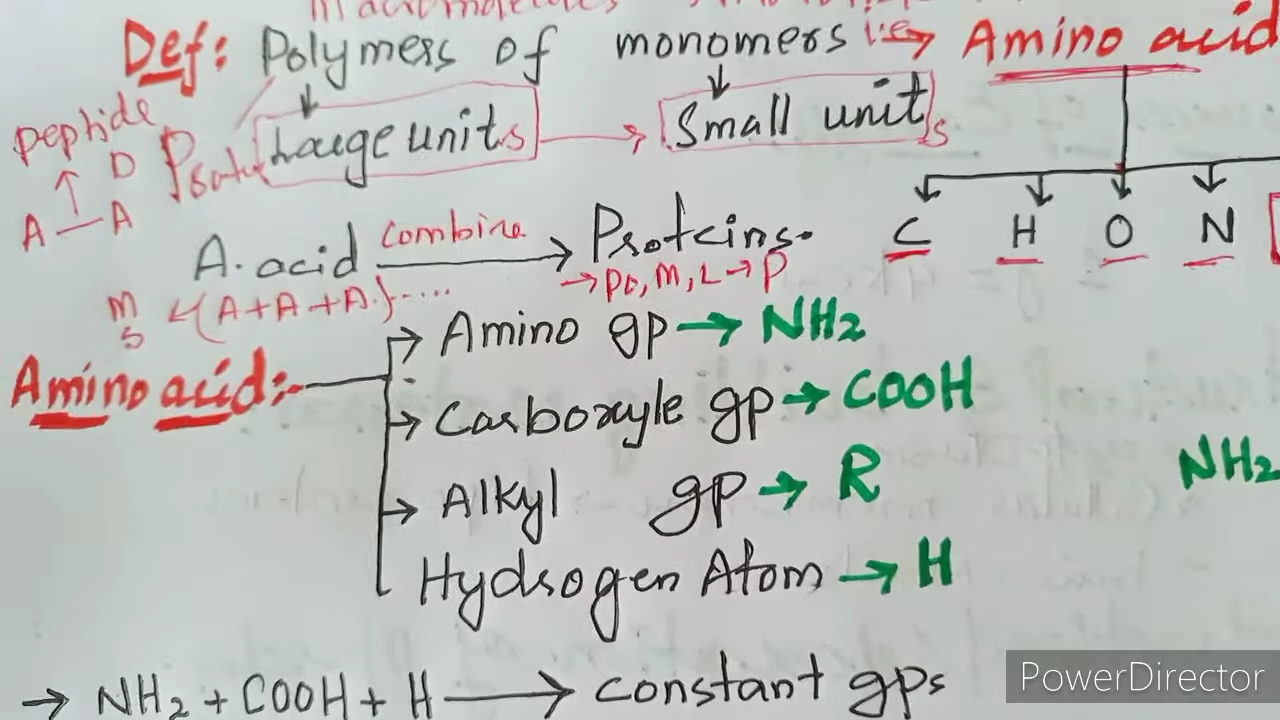 Def: Polymers of monomers i.e → Amino acid
peptide
Large units → Small units
D
A — A
C H O N
A. acid combine → Proteins.
→ PD, M, L → P
m
s ← (A+A+A.).....
Amino acid:-
→ Amino gp → NH2
→ Carboxyle gp → COOH
→ Alkyl gp → R
NH2
Hydrogen Atom → H
→ NH2 + COOH + H → constant gps
PowerDirector